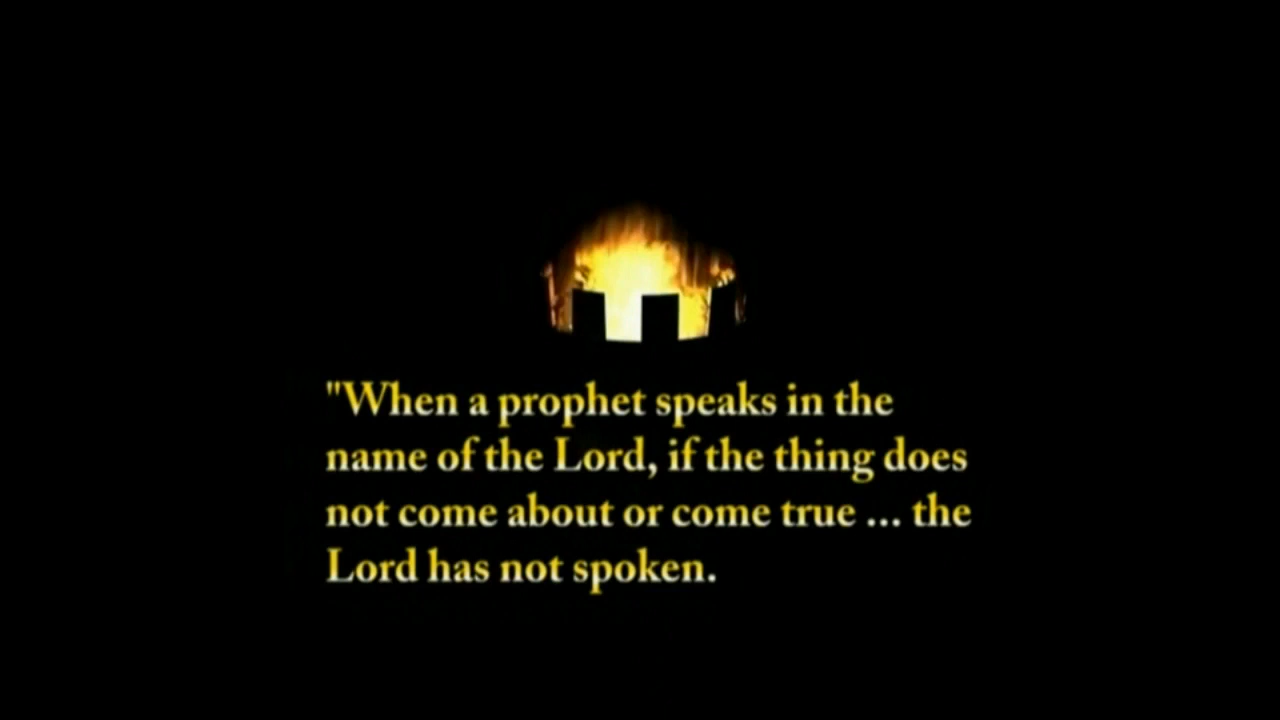 "When a prophet speaks in the
name of the Lord, if the thing does
not come about or come true ... the
Lord has not spoken.